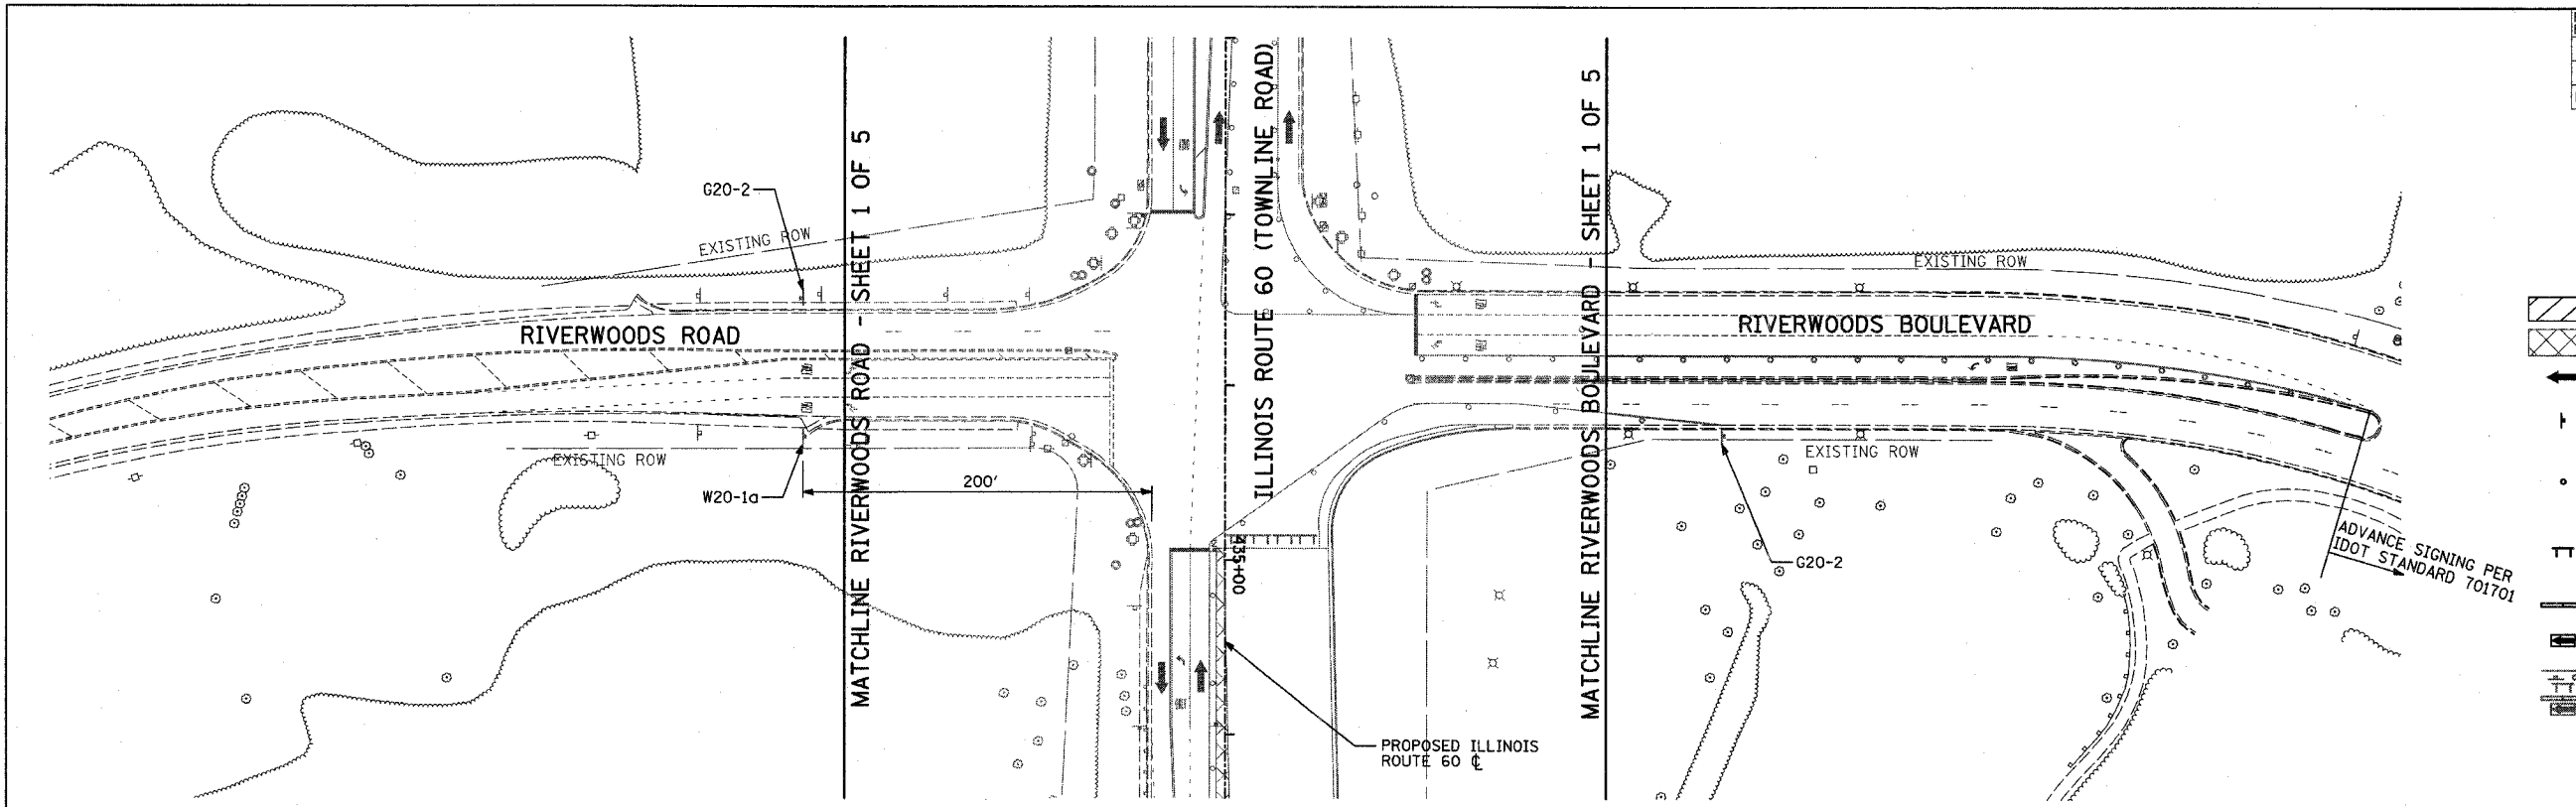 G20-2
EXISTING ROW
RIVERWOODS ROAD
MATCHLINE RIVERWOODS ROAD - SHEET 1 OF 5
EXISTING ROW
W20-1a
200'
ILLINOIS ROUTE 60 (TOWNLINE ROAD)
435+00
PROPOSED ILLINOIS
ROUTE 60 ℄
MATCHLINE RIVERWOODS BOULEVARD - SHEET 1 OF 5
EXISTING ROW
RIVERWOODS BOULEVARD
EXISTING ROW
G20-2
ADVANCE SIGNING PER
IDOT STANDARD 701701